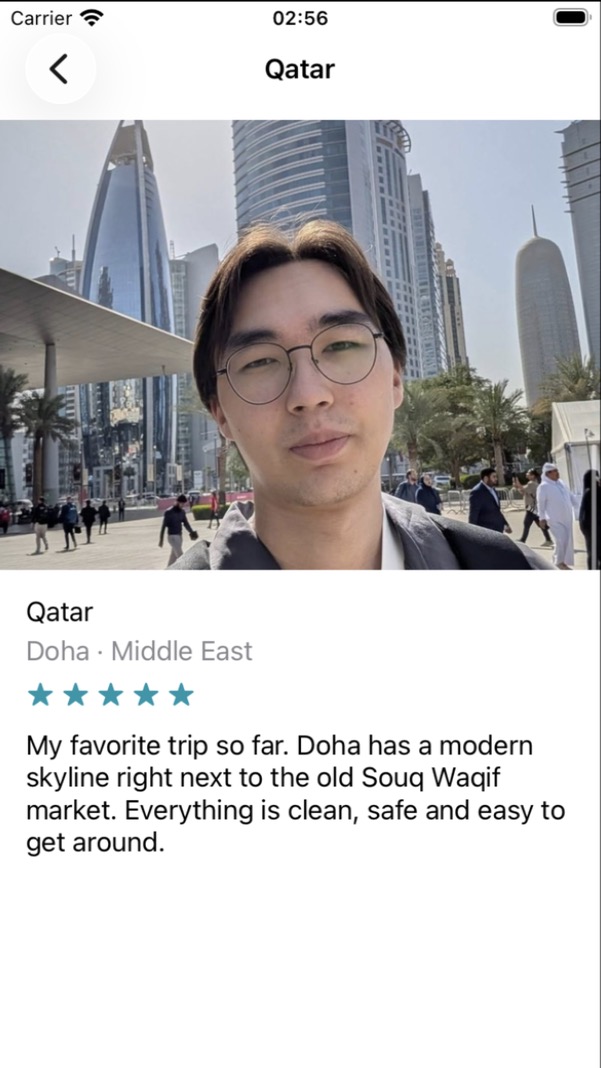 Carrier 02:56
Qatar
Qatar
Doha · Middle East
My favorite trip so far. Doha has a modern
skyline right next to the old Souq Waqif
market. Everything is clean, safe and easy to
get around.